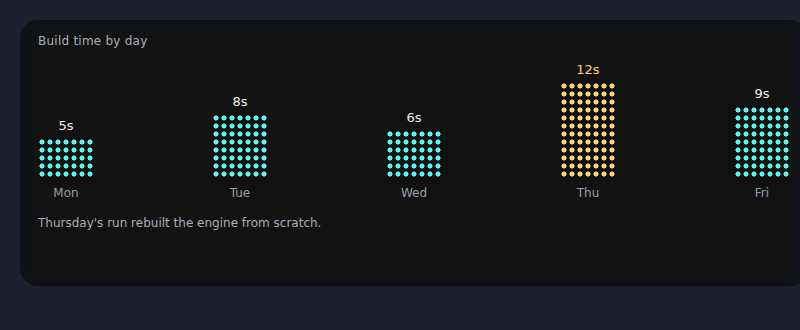 Build time by day
5s
8s
6s
12s
9s
Mon
Tue
Wed
Thu
Fri
Thursday's run rebuilt the engine from scratch.